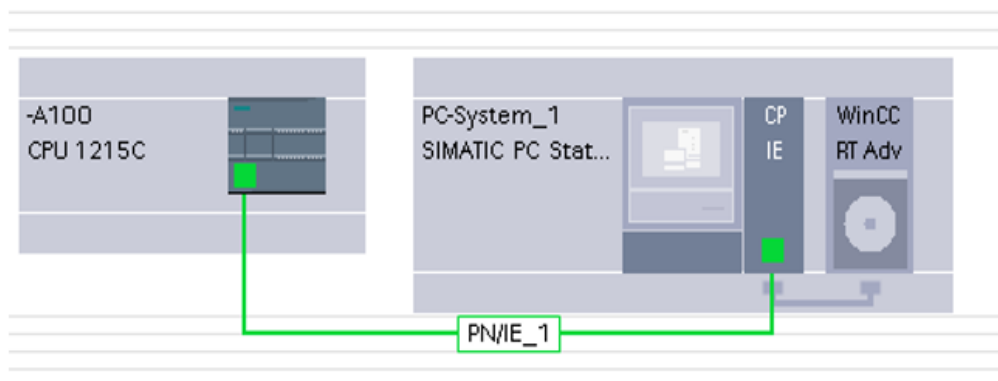 -A100
CPU 1215C
PC-System_1
SIMATIC PC Stat...
CP
IE
WinCC
RT Adv
PN/IE_1